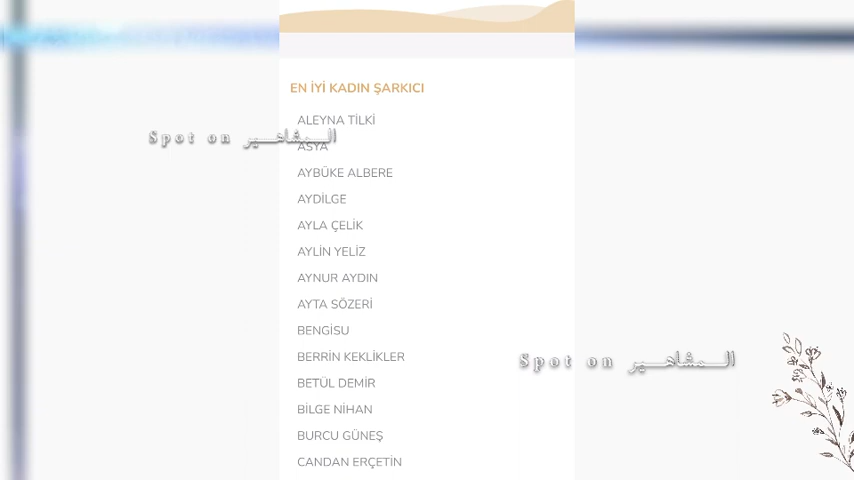 EN İYİ KADIN ŞARKICI
ALEYNA TİLKİ
Spot on المشاهير
ASYA
AYBÜKE ALBERE
AYDİLGE
AYLA ÇELİK
AYLİN YELİZ
AYNUR AYDIN
AYTA SÖZERİ
BENGİSU
BERRİN KEKLİKLER
Spot on المشاهير
BETÜL DEMİR
BİLGE NİHAN
BURCU GÜNEŞ
CANDAN ERÇETİN